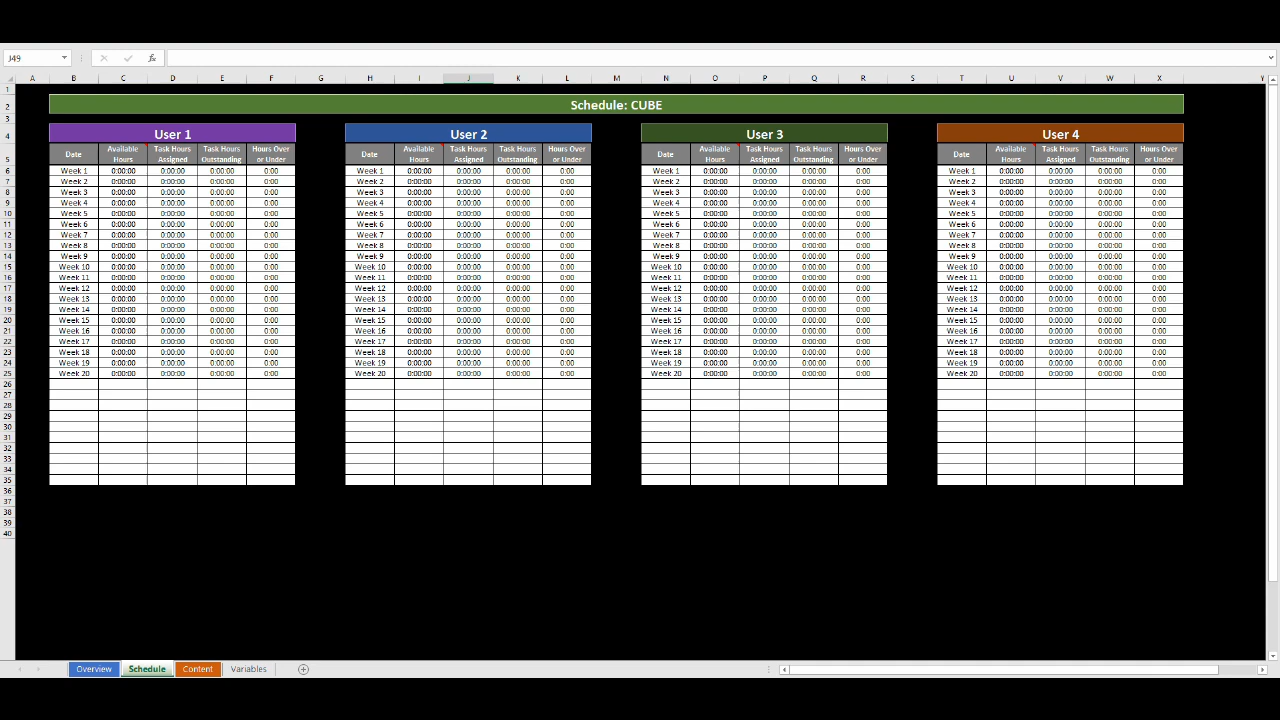 J49
fx
A B C D E F G H I J K L M N O P Q R S T U V W X Y
1
2 Schedule: CUBE
3
4 User 1 User 2 User 3 User 4
Available Task Hours Task Hours Hours Over Available Task Hours Task Hours Hours Over Available Task Hours Task Hours Hours Over Available Task Hours Task Hours Hours Over
5 Date Hours Assigned Outstanding or Under Date Hours Assigned Outstanding or Under Date Hours Assigned Outstanding or Under Date Hours Assigned Outstanding or Under
6 Week 1 0:00:00 0:00:00 0:00:00 0:00 Week 1 0:00:00 0:00:00 0:00:00 0:00 Week 1 0:00:00 0:00:00 0:00:00 0:00 Week 1 0:00:00 0:00:00 0:00:00 0:00
7 Week 2 0:00:00 0:00:00 0:00:00 0:00 Week 2 0:00:00 0:00:00 0:00:00 0:00 Week 2 0:00:00 0:00:00 0:00:00 0:00 Week 2 0:00:00 0:00:00 0:00:00 0:00
8 Week 3 0:00:00 0:00:00 0:00:00 0:00 Week 3 0:00:00 0:00:00 0:00:00 0:00 Week 3 0:00:00 0:00:00 0:00:00 0:00 Week 3 0:00:00 0:00:00 0:00:00 0:00
9 Week 4 0:00:00 0:00:00 0:00:00 0:00 Week 4 0:00:00 0:00:00 0:00:00 0:00 Week 4 0:00:00 0:00:00 0:00:00 0:00 Week 4 0:00:00 0:00:00 0:00:00 0:00
10 Week 5 0:00:00 0:00:00 0:00:00 0:00 Week 5 0:00:00 0:00:00 0:00:00 0:00 Week 5 0:00:00 0:00:00 0:00:00 0:00 Week 5 0:00:00 0:00:00 0:00:00 0:00
11 Week 6 0:00:00 0:00:00 0:00:00 0:00 Week 6 0:00:00 0:00:00 0:00:00 0:00 Week 6 0:00:00 0:00:00 0:00:00 0:00 Week 6 0:00:00 0:00:00 0:00:00 0:00
12 Week 7 0:00:00 0:00:00 0:00:00 0:00 Week 7 0:00:00 0:00:00 0:00:00 0:00 Week 7 0:00:00 0:00:00 0:00:00 0:00 Week 7 0:00:00 0:00:00 0:00:00 0:00
13 Week 8 0:00:00 0:00:00 0:00:00 0:00 Week 8 0:00:00 0:00:00 0:00:00 0:00 Week 8 0:00:00 0:00:00 0:00:00 0:00 Week 8 0:00:00 0:00:00 0:00:00 0:00
14 Week 9 0:00:00 0:00:00 0:00:00 0:00 Week 9 0:00:00 0:00:00 0:00:00 0:00 Week 9 0:00:00 0:00:00 0:00:00 0:00 Week 9 0:00:00 0:00:00 0:00:00 0:00
15 Week 10 0:00:00 0:00:00 0:00:00 0:00 Week 10 0:00:00 0:00:00 0:00:00 0:00 Week 10 0:00:00 0:00:00 0:00:00 0:00 Week 10 0:00:00 0:00:00 0:00:00 0:00
16 Week 11 0:00:00 0:00:00 0:00:00 0:00 Week 11 0:00:00 0:00:00 0:00:00 0:00 Week 11 0:00:00 0:00:00 0:00:00 0:00 Week 11 0:00:00 0:00:00 0:00:00 0:00
17 Week 12 0:00:00 0:00:00 0:00:00 0:00 Week 12 0:00:00 0:00:00 0:00:00 0:00 Week 12 0:00:00 0:00:00 0:00:00 0:00 Week 12 0:00:00 0:00:00 0:00:00 0:00
18 Week 13 0:00:00 0:00:00 0:00:00 0:00 Week 13 0:00:00 0:00:00 0:00:00 0:00 Week 13 0:00:00 0:00:00 0:00:00 0:00 Week 13 0:00:00 0:00:00 0:00:00 0:00
19 Week 14 0:00:00 0:00:00 0:00:00 0:00 Week 14 0:00:00 0:00:00 0:00:00 0:00 Week 14 0:00:00 0:00:00 0:00:00 0:00 Week 14 0:00:00 0:00:00 0:00:00 0:00
20 Week 15 0:00:00 0:00:00 0:00:00 0:00 Week 15 0:00:00 0:00:00 0:00:00 0:00 Week 15 0:00:00 0:00:00 0:00:00 0:00 Week 15 0:00:00 0:00:00 0:00:00 0:00
21 Week 16 0:00:00 0:00:00 0:00:00 0:00 Week 16 0:00:00 0:00:00 0:00:00 0:00 Week 16 0:00:00 0:00:00 0:00:00 0:00 Week 16 0:00:00 0:00:00 0:00:00 0:00
22 Week 17 0:00:00 0:00:00 0:00:00 0:00 Week 17 0:00:00 0:00:00 0:00:00 0:00 Week 17 0:00:00 0:00:00 0:00:00 0:00 Week 17 0:00:00 0:00:00 0:00:00 0:00
23 Week 18 0:00:00 0:00:00 0:00:00 0:00 Week 18 0:00:00 0:00:00 0:00:00 0:00 Week 18 0:00:00 0:00:00 0:00:00 0:00 Week 18 0:00:00 0:00:00 0:00:00 0:00
24 Week 19 0:00:00 0:00:00 0:00:00 0:00 Week 19 0:00:00 0:00:00 0:00:00 0:00 Week 19 0:00:00 0:00:00 0:00:00 0:00 Week 19 0:00:00 0:00:00 0:00:00 0:00
25 Week 20 0:00:00 0:00:00 0:00:00 0:00 Week 20 0:00:00 0:00:00 0:00:00 0:00 Week 20 0:00:00 0:00:00 0:00:00 0:00 Week 20 0:00:00 0:00:00 0:00:00 0:00
26
27
28
29
30
31
32
33
34
35
36
37
38
39
40
Overview Schedule Content Variables